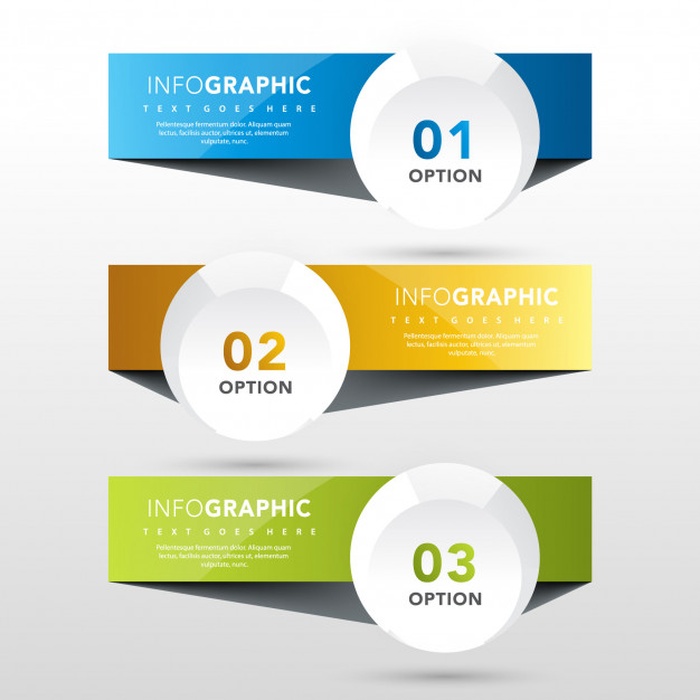 INFOGRAPHIC
TEXT GOES HERE
Pellentesque fermentum dolor. Aliquam quam
lectus, facilisis auctor, ultrices ut, elementum
vulputate, nunc.
01
OPTION
02
OPTION
INFOGRAPHIC
TEXT GOES HERE
Pellentesque fermentum dolor. Aliquam quam
lectus, facilisis auctor, ultrices ut, elementum
vulputate, nunc.
INFOGRAPHIC
TEXT GOES HERE
Pellentesque fermentum dolor. Aliquam quam
lectus, facilisis auctor, ultrices ut, elementum
vulputate, nunc.
03
OPTION